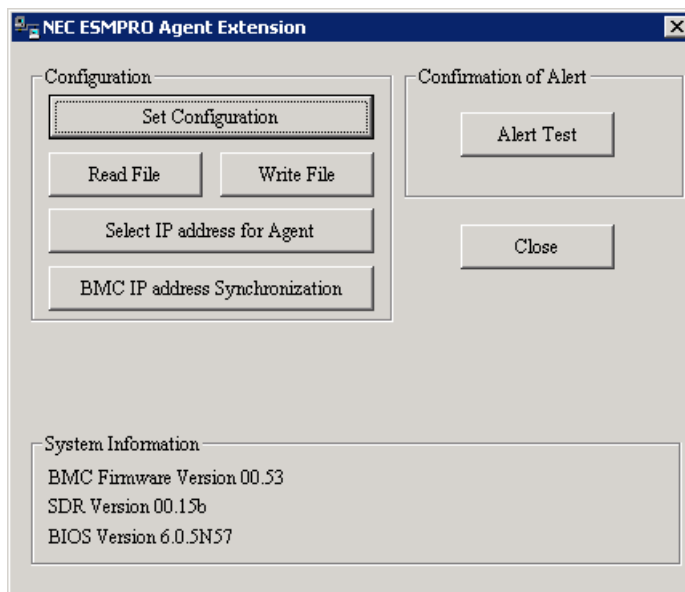 NEC ESMPRO Agent Extension
Configuration
Set Configuration
Read File
Write File
Select IP address for Agent
BMC IP address Synchronization
Confirmation of Alert
Alert Test
Close
System Information
BMC Firmware Version 00.53
SDR Version 00.15b
BIOS Version 6.0.5N57